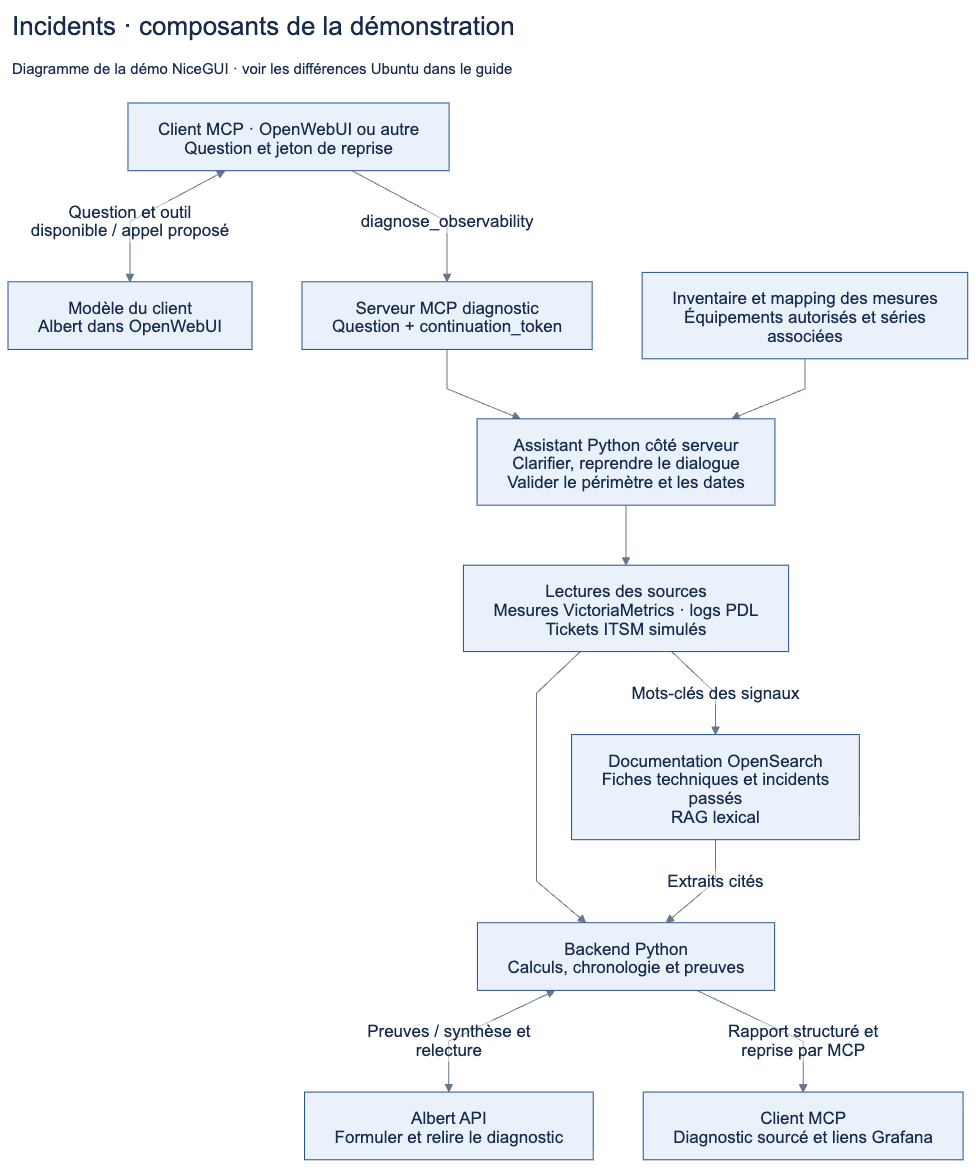 Incidents · composants de la démonstration
Diagramme de la démo NiceGUI · voir les différences Ubuntu dans le guide
Client MCP · OpenWebUI ou autre
Question et jeton de reprise
Question et outil
disponible / appel proposé
diagnose_observability
Modèle du client
Albert dans OpenWebUI
Serveur MCP diagnostic
Question + continuation_token
Inventaire et mapping des mesures
Équipements autorisés et séries
associées
Assistant Python côté serveur
Clarifier, reprendre le dialogue
Valider le périmètre et les dates
Lectures des sources
Mesures VictoriaMetrics · logs PDL
Tickets ITSM simulés
Mots-clés des signaux
Documentation OpenSearch
Fiches techniques et incidents
passés
RAG lexical
Extraits cités
Backend Python
Calculs, chronologie et preuves
Preuves / synthèse et
relecture
Rapport structuré et
reprise par MCP
Albert API
Formuler et relire le diagnostic
Client MCP
Diagnostic sourcé et liens Grafana